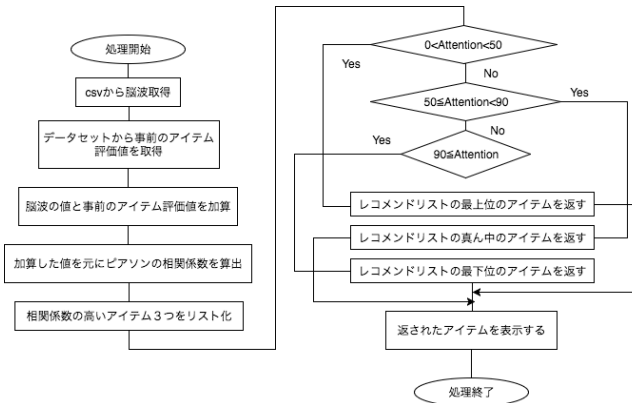 処理開始
csvから脳波取得
データセットから事前のアイテム
評価値を取得
脳波の値と事前のアイテム評価値を加算
加算した値を元にピアソンの相関係数を算出
相関係数の高いアイテム３つをリスト化
0<Attention<50
Yes
No
50≦Attention<90
Yes
No
Yes
90≦Attention
レコメンドリストの最上位のアイテムを返す
レコメンドリストの真ん中のアイテムを返す
レコメンドリストの最下位のアイテムを返す
返されたアイテムを表示する
処理終了